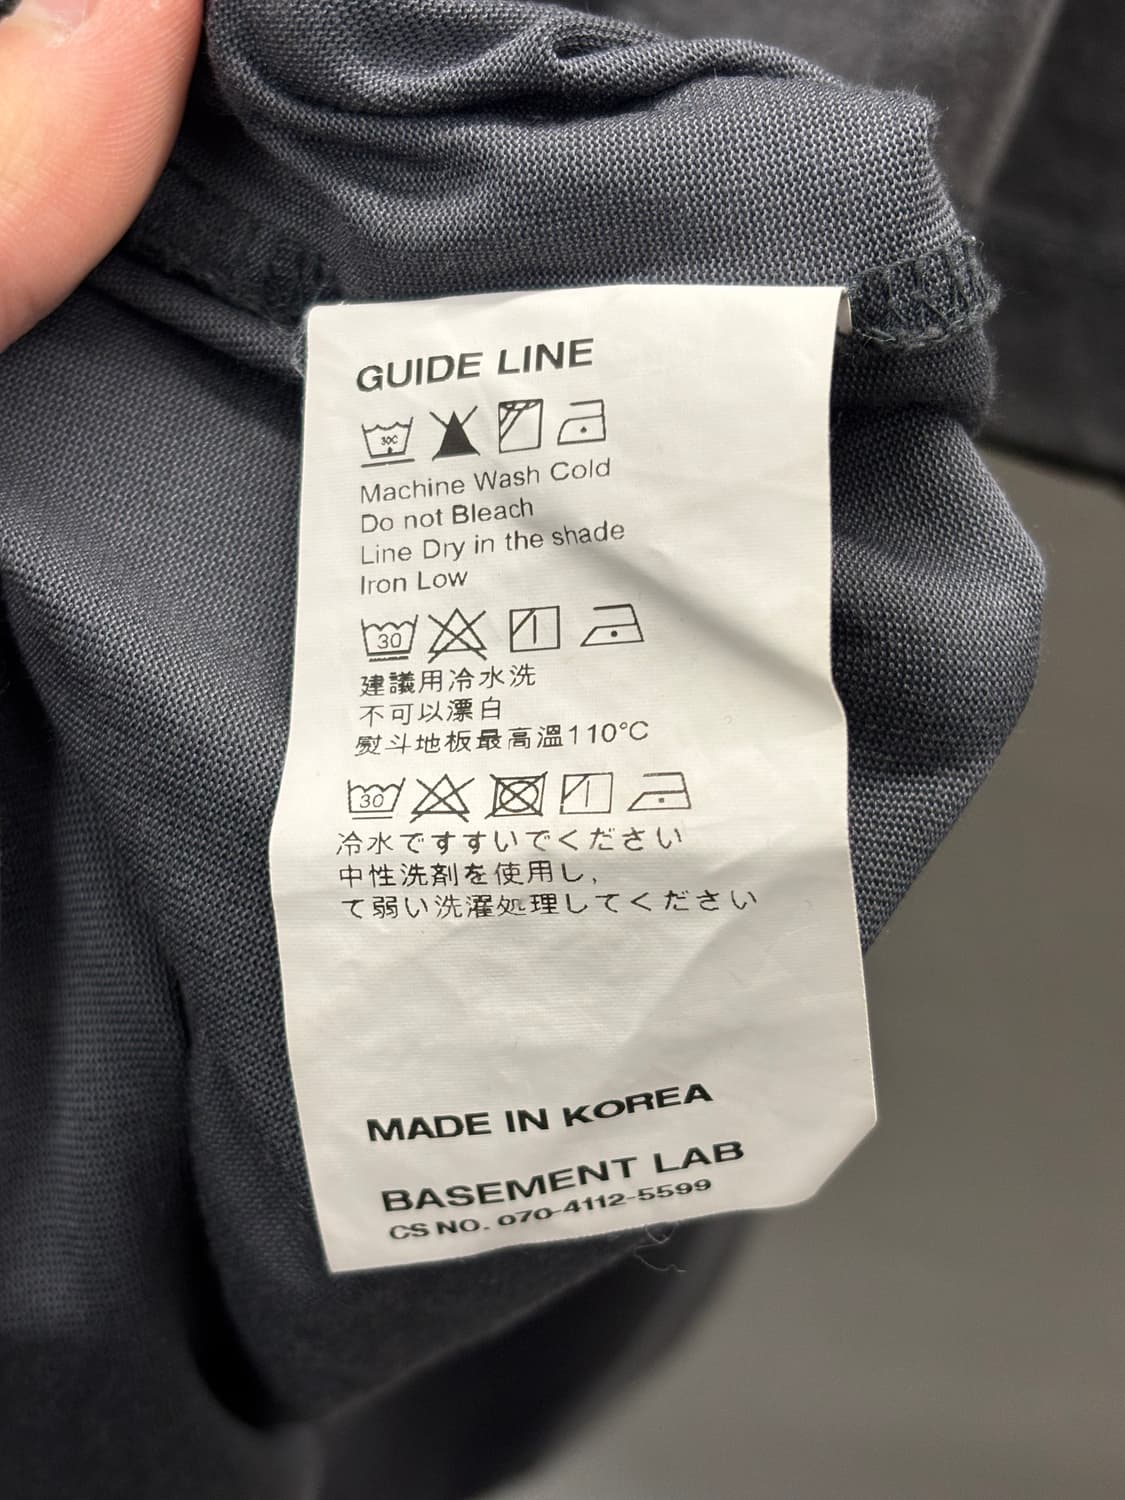 GUIDE LINE
30C
Machine Wash Cold
Do not Bleach
Line Dry in the shade
Iron Low
30
建議用冷水洗
不可以漂白
熨斗地板最高溫110℃
30
冷水ですすいでください
中性洗剤を使用し,
て弱い洗濯処理してください
MADE IN KOREA
BASEMENT LAB
CS NO. 070-4112-5599